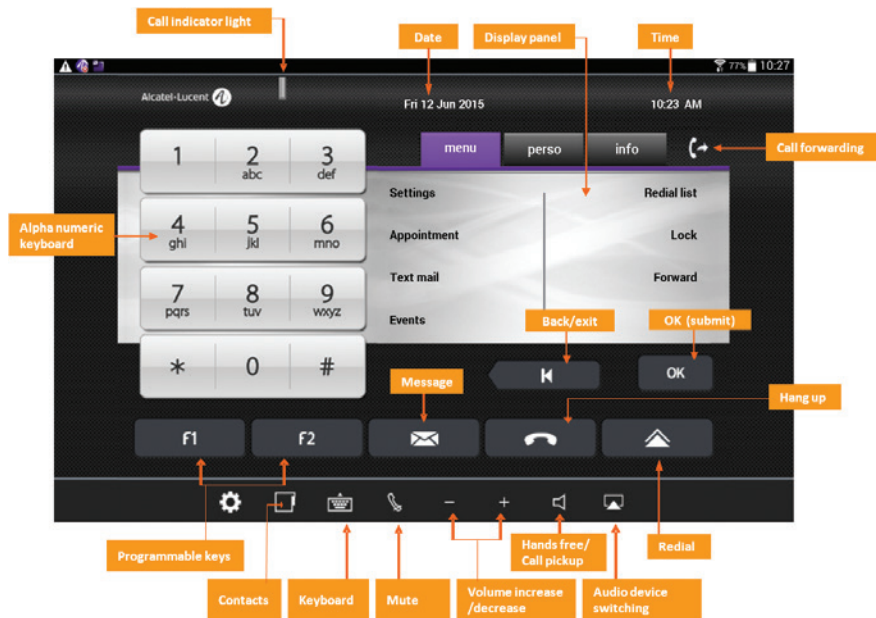 Call indicator light
Date
Display panel
Time
77% 10:27
Alcatel-Lucent
Fri 12 Jun 2015
10:23 AM
menu
perso
info
Call forwarding
1
2
abc
3
def
Settings
Redial list
Alpha numeric
keyboard
4
ghi
5
jkl
6
mno
Appointment
Lock
7
pqrs
8
tuv
9
wxyz
Text mail
Forward
Events
Back/exit
OK (submit)
*
0
#
Message
OK
Hang up
F1
F2
- +
Programmable keys
Hands free/
Call pickup
Redial
Contacts
Keyboard
Mute
Volume increase
/decrease
Audio device
switching